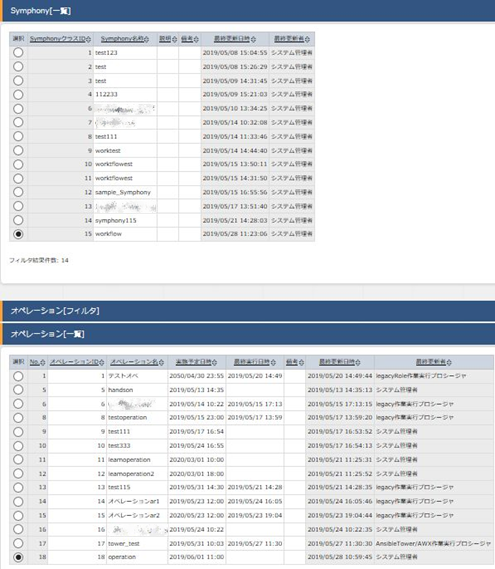 Symphony[一覧]
選択 SymphonyクラスID Symphony名称 説明 備考 最終更新日時 最終更新者
1 test123 2019/05/08 15:04:55 システム管理者
2 test 2019/05/08 15:26:29 システム管理者
3 test 2019/05/09 14:31:45 システム管理者
4 112233 2019/05/09 15:21:03 システム管理者
6 2019/05/10 13:34:25 システム管理者
7 2019/05/14 10:32:08 システム管理者
8 test111 2019/05/14 11:33:46 システム管理者
9 worktest 2019/05/14 14:44:40 システム管理者
10 worktlowest 2019/05/15 13:50:11 システム管理者
11 workflowest 2019/05/15 14:31:50 システム管理者
12 sample_Symphony 2019/05/15 16:55:56 システム管理者
13 2019/05/17 13:51:40 システム管理者
14 symphony115 2019/05/21 14:28:03 システム管理者
15 workflow 2019/05/28 11:23:06 システム管理者
フィルタ結果件数: 14
オペレーション[フィルタ]
オペレーション[一覧]
選択 No. オペレーションID オペレーション名 実施予定日時 最終実行日時 備考 最終更新日時 最終更新者
1 1 テストオペ 2050/04/30 23:55 2019/05/20 14:49 2019/05/20 14:49:44 legacyRole作業実行プロシージャ
5 5 handson 2019/05/13 14:35 2019/05/13 14:35:13 システム管理者
6 6 2019/05/14 10:22 2019/05/15 17:13 2019/05/15 17:13:15 legacy作業実行プロシージャ
8 8 testoperation 2019/05/15 23:00 2019/05/17 13:59 2019/05/17 13:59:20 legacy作業実行プロシージャ
9 9 test111 2019/05/17 16:54 2019/05/17 16:53:52 システム管理者
10 10 test333 2019/05/24 16:55 2019/05/17 16:54:13 システム管理者
11 11 learnoperation 2020/03/01 10:00 2019/05/21 11:25:31 システム管理者
12 12 learnoperation2 2020/03/01 18:00 2019/05/21 11:25:52 システム管理者
13 13 test115 2019/05/31 14:30 2019/05/21 14:28 2019/05/21 14:28:35 legacy作業実行プロシージャ
14 14 オペレーションar1 2019/05/23 12:00 2019/05/24 16:05 2019/05/24 16:05:46 legacy作業実行プロシージャ
15 15 オペレーションar2 2019/05/23 12:00 2019/05/23 19:04 2019/05/23 19:04:44 legacy作業実行プロシージャ
16 16 2019/05/24 10:22 2019/05/24 10:22:35 システム管理者
17 17 tower_test 2019/05/31 10:03 2019/05/27 11:30 2019/05/27 11:30:30 AnsibleTower/AWX作業実行プロシージャ
18 18 operation 2019/06/01 11:00 2019/05/28 10:59:45 システム管理者